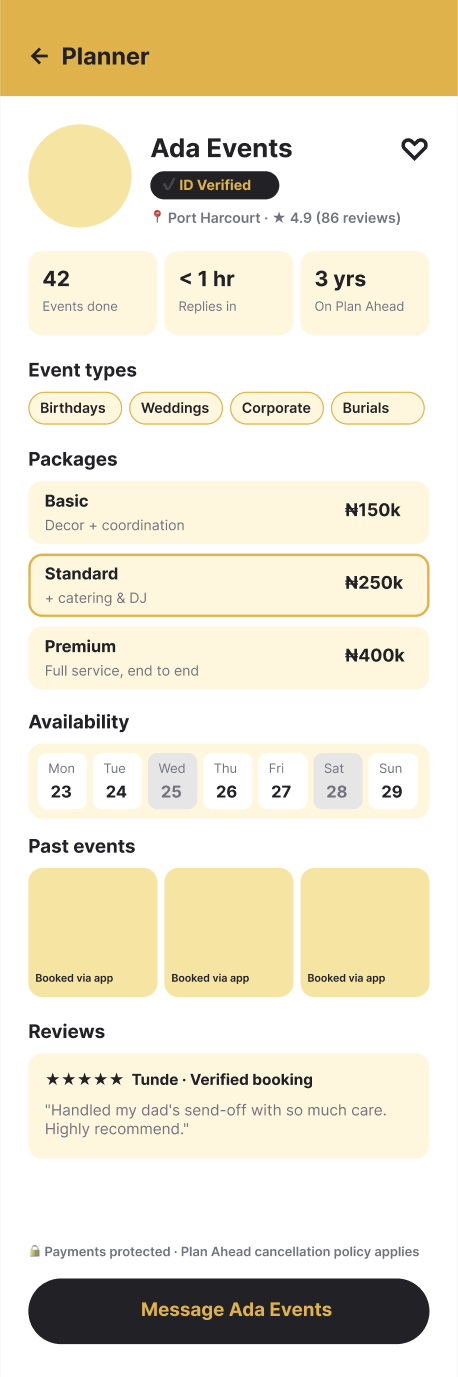 ← Planner
Ada Events
✓ ID Verified
📍 Port Harcourt · ★ 4.9 (86 reviews)
42
Events done
< 1 hr
Replies in
3 yrs
On Plan Ahead
Event types
Birthdays
Weddings
Corporate
Burials
Packages
Basic
Decor + coordination
₦150k
Standard
+ catering & DJ
₦250k
Premium
Full service, end to end
₦400k
Availability
Mon
23
Tue
24
Wed
25
Thu
26
Fri
27
Sat
28
Sun
29
Past events
Booked via app
Booked via app
Booked via app
Reviews
★★★★★ Tunde · Verified booking
"Handled my dad's send-off with so much care.
Highly recommend."
🔒 Payments protected · Plan Ahead cancellation policy applies
Message Ada Events